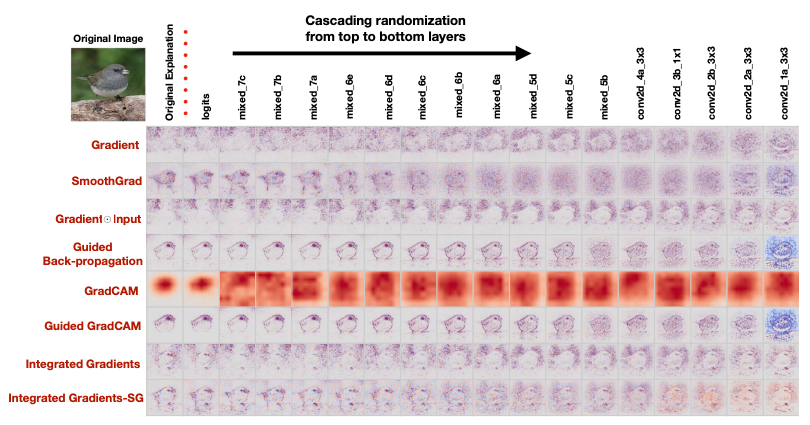 Cascading randomization
from top to bottom layers
Original Image
Original Explanation
logits
mixed_7c
mixed_7b
mixed_7a
mixed_6e
mixed_6d
mixed_6c
mixed_6b
mixed_6a
mixed_5d
mixed_5c
mixed_5b
conv2d_4a_3x3
conv2d_3b_1x1
conv2d_2b_3x3
conv2d_2a_3x3
conv2d_1a_3x3
Gradient
SmoothGrad
Gradient⊙Input
Guided
Back-propagation
GradCAM
Guided GradCAM
Integrated Gradients
Integrated Gradients-SG